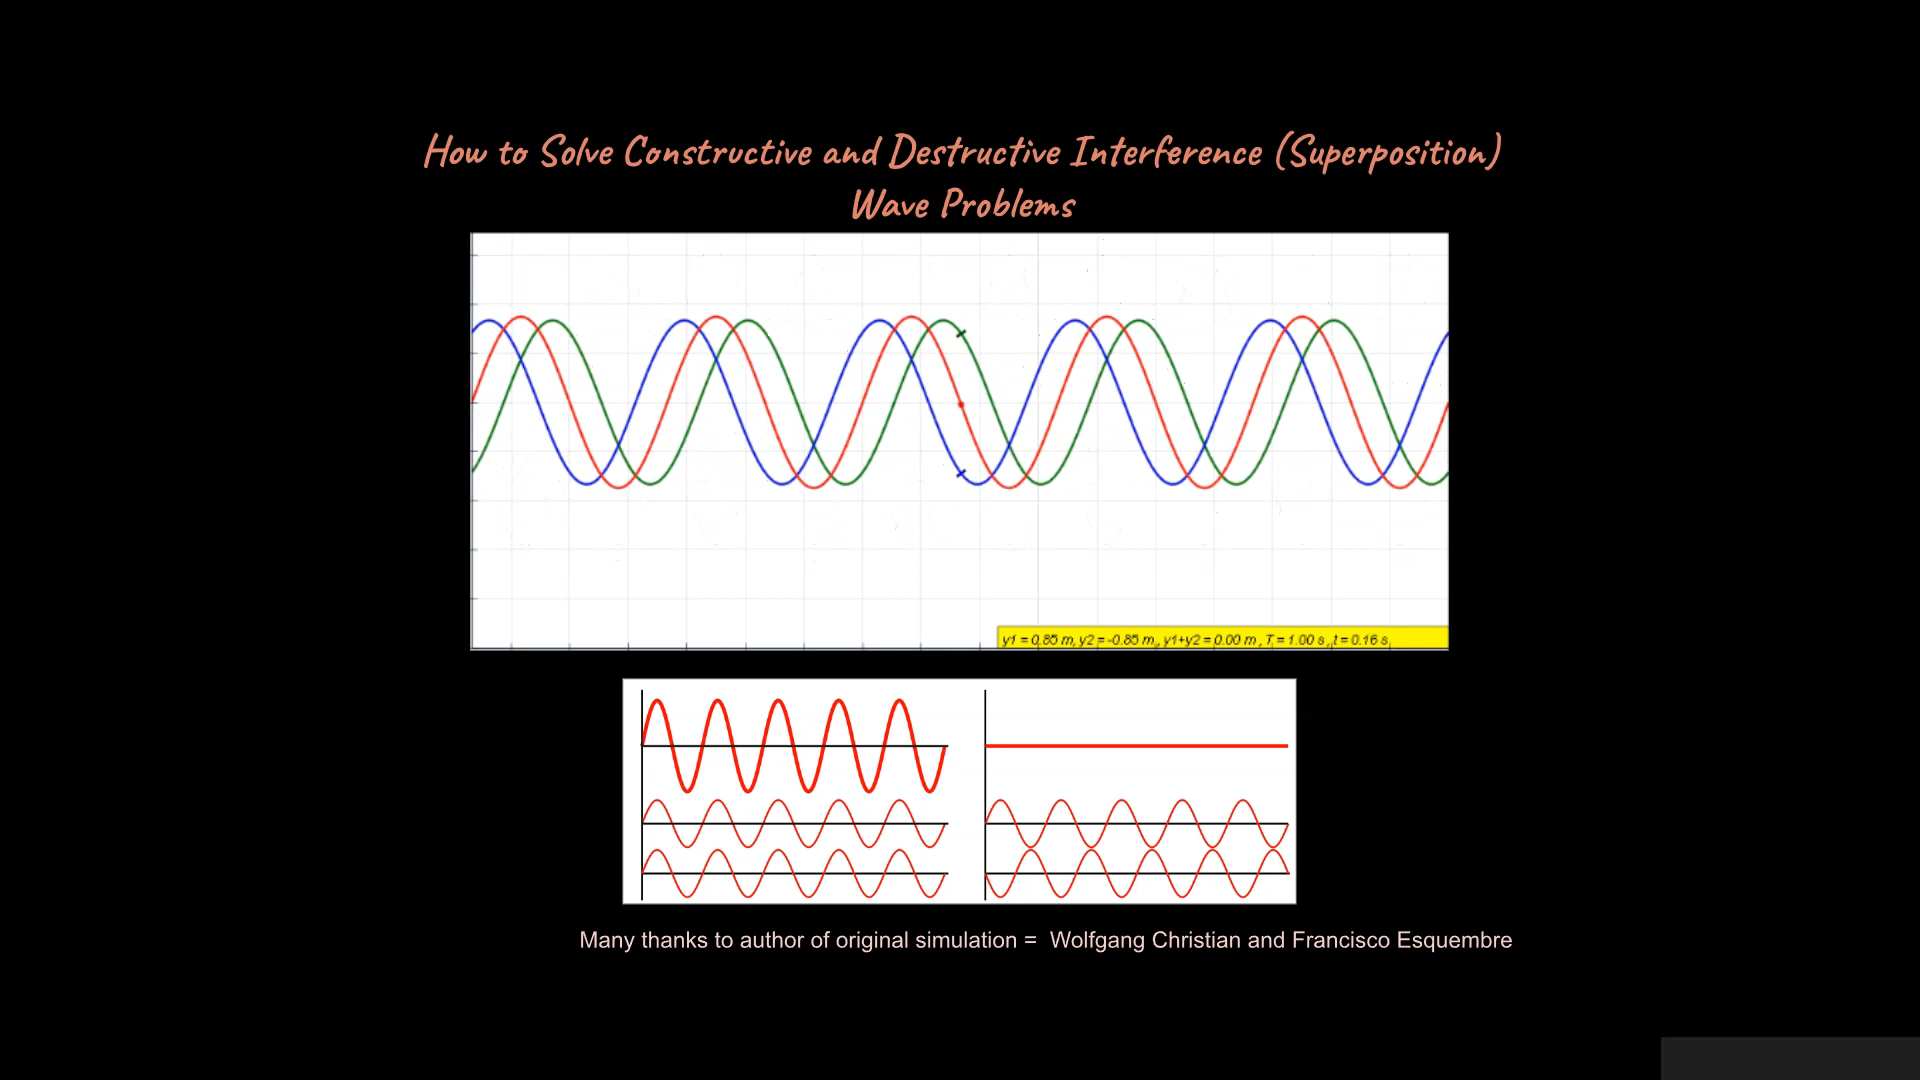 How to Solve Constructive and Destructive Interference (Superposition)
Wave Problems
y1 = 0.85 m, y2 = -0.85 m,, y1+y2 = 0.00 m , T = 1.00 s , t = 0.16 s,
Many thanks to author of original simulation = Wolfgang Christian and Francisco Esquembre